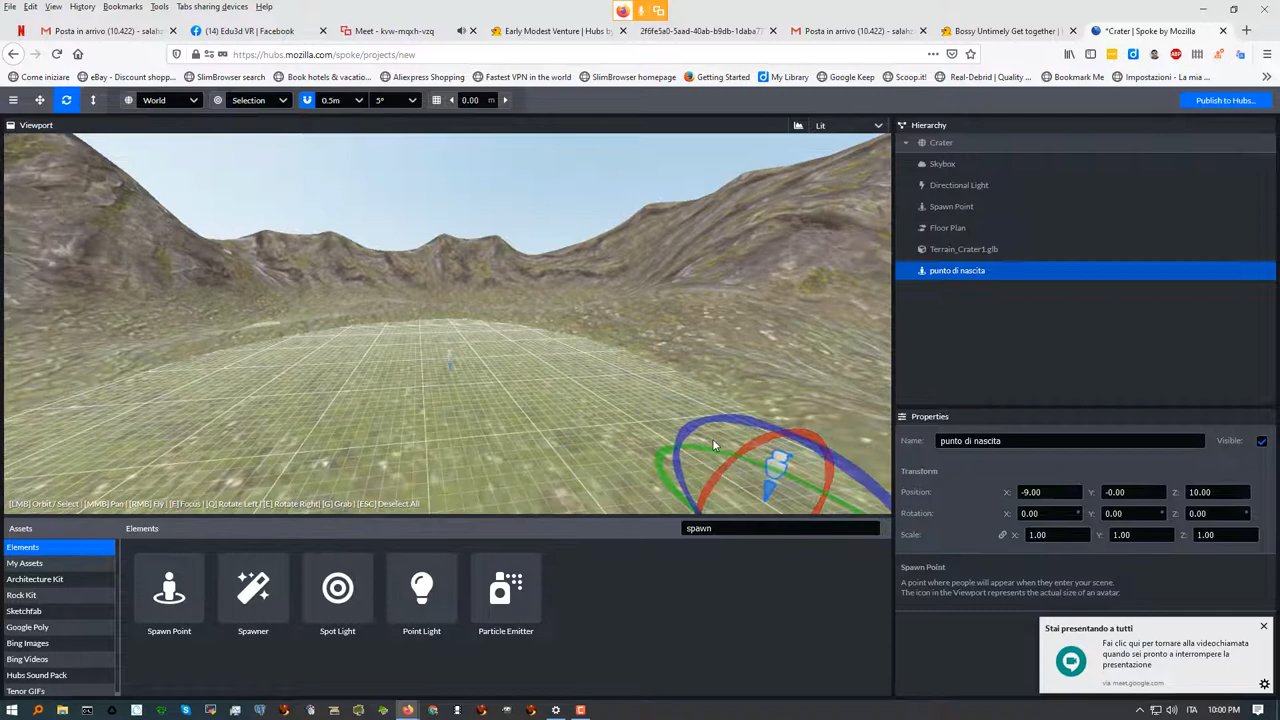 File Edit View History Bookmarks Tools Tabs sharing devices Help
Posta in arrivo (10.422) - salah
(14) Edu3d VR | Facebook
Meet - kvw-mqxh-vzq
Early Modest Venture | Hubs by
2f6fe5a0-5aad-40ab-b9db-1daba7
Posta in arrivo (10.422) - salah
Bossy Untimely Get together |
*Crater | Spoke by Mozilla
https://hubs.mozilla.com/spoke/projects/new
Come iniziare eBay - Discount shopp... SlimBrowser search Book hotels & vacatio... Aliexpress Shopping Fastest VPN in the world SlimBrowser homepage Getting Started My Library Google Keep Scoop.it! Real-Debrid | Quality ... Bookmark Me Impostazioni - La mia ...
World Selection 0.5m 5° 0.00 m Publish to Hubs...
Viewport Lit
Hierarchy
Crater
Skybox
Directional Light
Spawn Point
Floor Plan
Terrain_Crater1.glb
punto di nascita
[LMB] Orbit / Select | [MMB] Pan | [RMB] Fly | [F] Focus | [Q] Rotate Left / [E] Rotate Right | [G] Grab | [ESC] Deselect All
Properties
Name: punto di nascita Visible:
Transform
Position: X: -9.00 Y: -0.00 Z: 10.00
Rotation: X: 0.00 ° Y: 0.00 ° Z: 0.00 °
Scale: X: 1.00 Y: 1.00 Z: 1.00
Spawn Point
A point where people will appear when they enter your scene.
The icon in the Viewport represents the actual size of an avatar.
Assets Elements spawn
Elements
My Assets
Architecture Kit
Rock Kit
Sketchfab
Google Poly
Bing Images
Bing Videos
Hubs Sound Pack
Tenor GIFs
Spawn Point Spawner Spot Light Point Light Particle Emitter
Stai presentando a tutti
Fai clic qui per tornare alla videochiamata
quando sei pronto a interrompere la
presentazione
via meet.google.com
ITA 10:00 PM